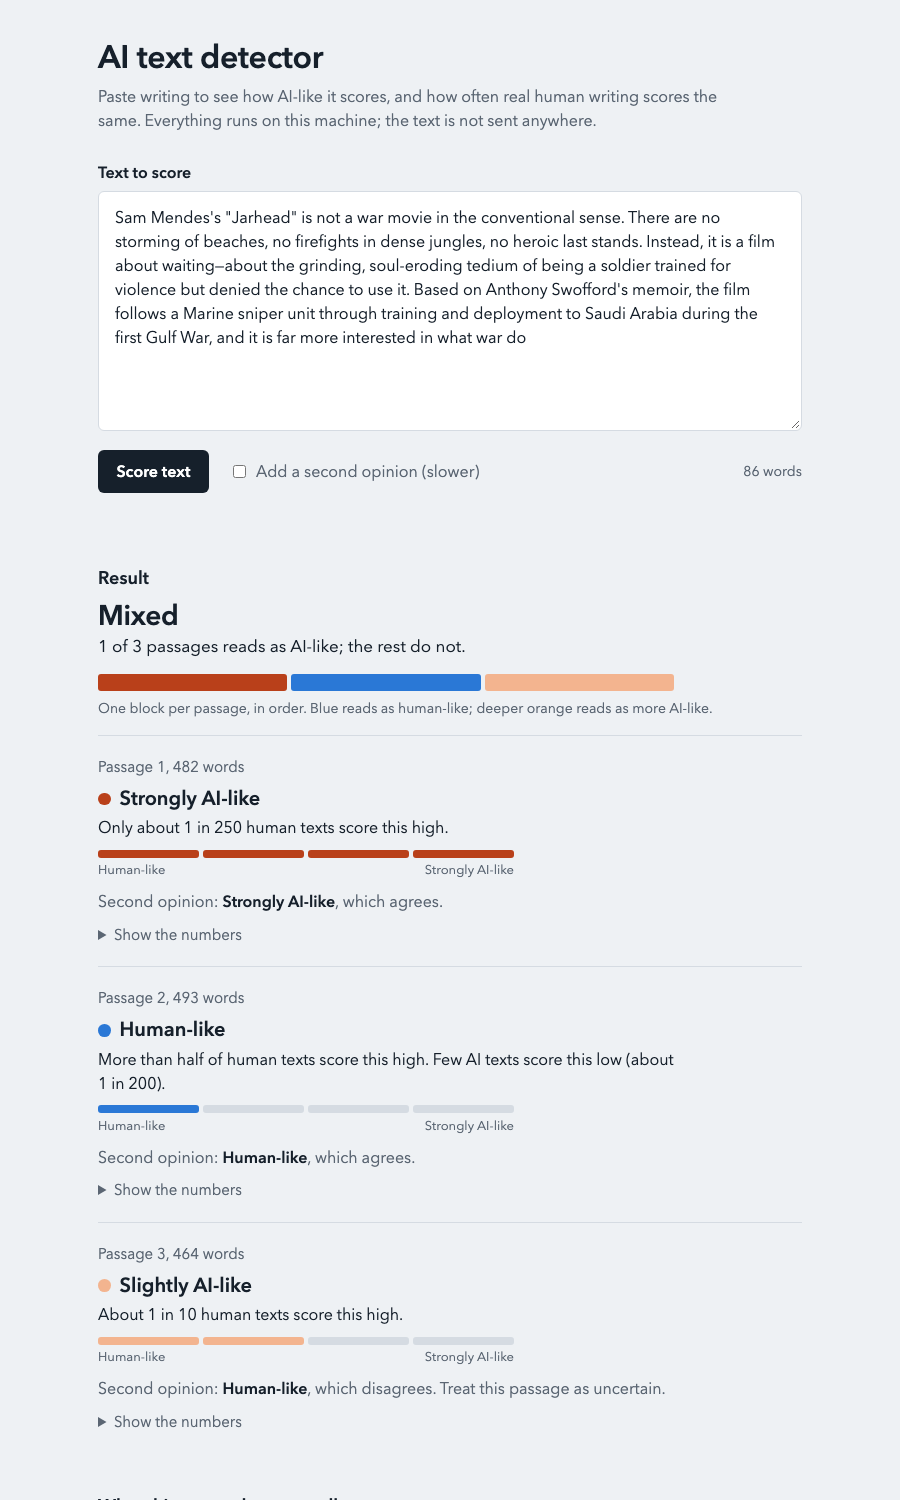 AI text detector
Paste writing to see how AI-like it scores, and how often real human writing scores the
same. Everything runs on this machine; the text is not sent anywhere.
Text to score
Sam Mendes's "Jarhead" is not a war movie in the conventional sense. There are no
storming of beaches, no firefights in dense jungles, no heroic last stands. Instead, it is a film
about waiting—about the grinding, soul-eroding tedium of being a soldier trained for
violence but denied the chance to use it. Based on Anthony Swofford's memoir, the film
follows a Marine sniper unit through training and deployment to Saudi Arabia during the
first Gulf War, and it is far more interested in what war do
Score text
Add a second opinion (slower)
86 words
Result
Mixed
1 of 3 passages reads as AI-like; the rest do not.
One block per passage, in order. Blue reads as human-like; deeper orange reads as more AI-like.
Passage 1, 482 words
Strongly AI-like
Only about 1 in 250 human texts score this high.
Human-like
Strongly AI-like
Second opinion: Strongly AI-like, which agrees.
Show the numbers
Passage 2, 493 words
Human-like
More than half of human texts score this high. Few AI texts score this low (about
1 in 200).
Human-like
Strongly AI-like
Second opinion: Human-like, which agrees.
Show the numbers
Passage 3, 464 words
Slightly AI-like
About 1 in 10 human texts score this high.
Human-like
Strongly AI-like
Second opinion: Human-like, which disagrees. Treat this passage as uncertain.
Show the numbers